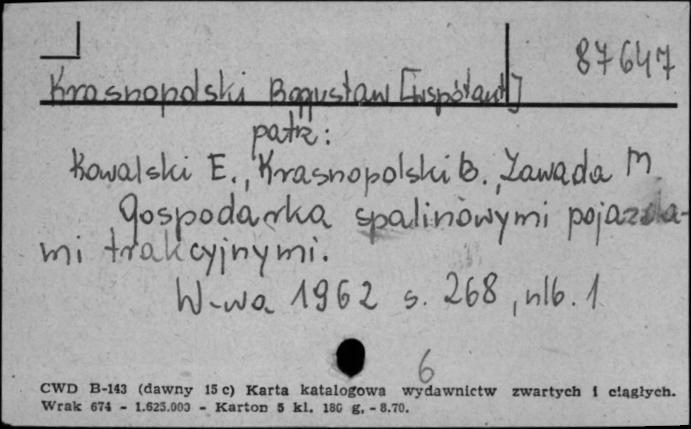 87647
Krasnopolski Bogusław [współaut]
patrz:
Kowalski E., Krasnopolski B., Zawada M.
Gospodarka spalinowymi pojazda-
mi trakcyjnymi.
W-wa 1962 s. 268, nlb. 1
6
CWD B-143 (dawny 15 c) Karta katalogowa wydawnictw zwartych i ciągłych.
Wrak 674 - 1.625.000 - Karton 5 kl. 180 g. - 8.70.